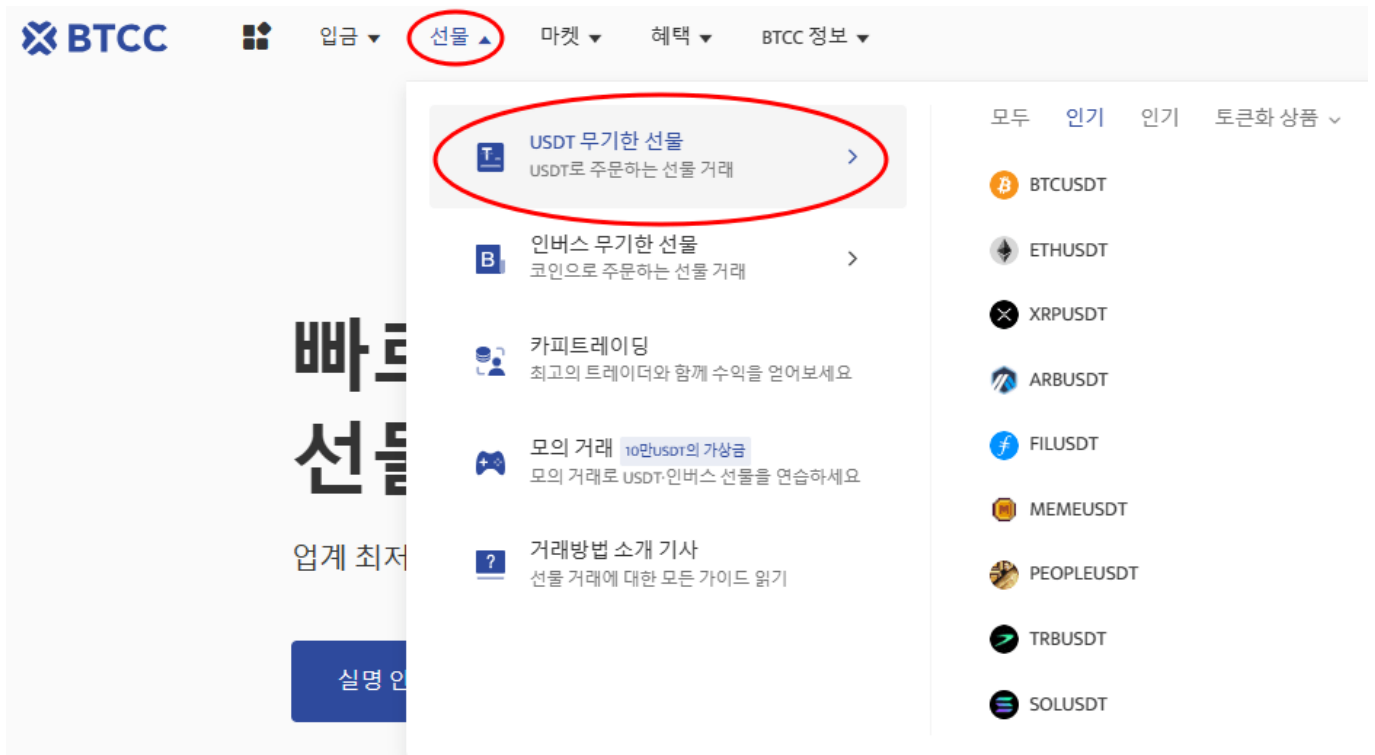 BTCC
입금 선물 마켓 혜택 BTCC 정보
USDT 무기한 선물
USDT로 주문하는 선물 거래
인버스 무기한 선물
코인으로 주문하는 선물 거래
카피트레이딩
최고의 트레이더와 함께 수익을 얻어보세요
모의 거래 10만USDT의 가상금
모의 거래로 USDT·인버스 선물을 연습하세요
거래방법 소개 기사
선물 거래에 대한 모든 가이드 읽기
모두 인기 인기 토큰화 상품
BTCUSDT
ETHUSDT
XRPUSDT
ARBUSDT
FILUSDT
MEMEUSDT
PEOPLEUSDT
TRBUSDT
SOLUSDT
빠르
선물
업계 최저
실명 인